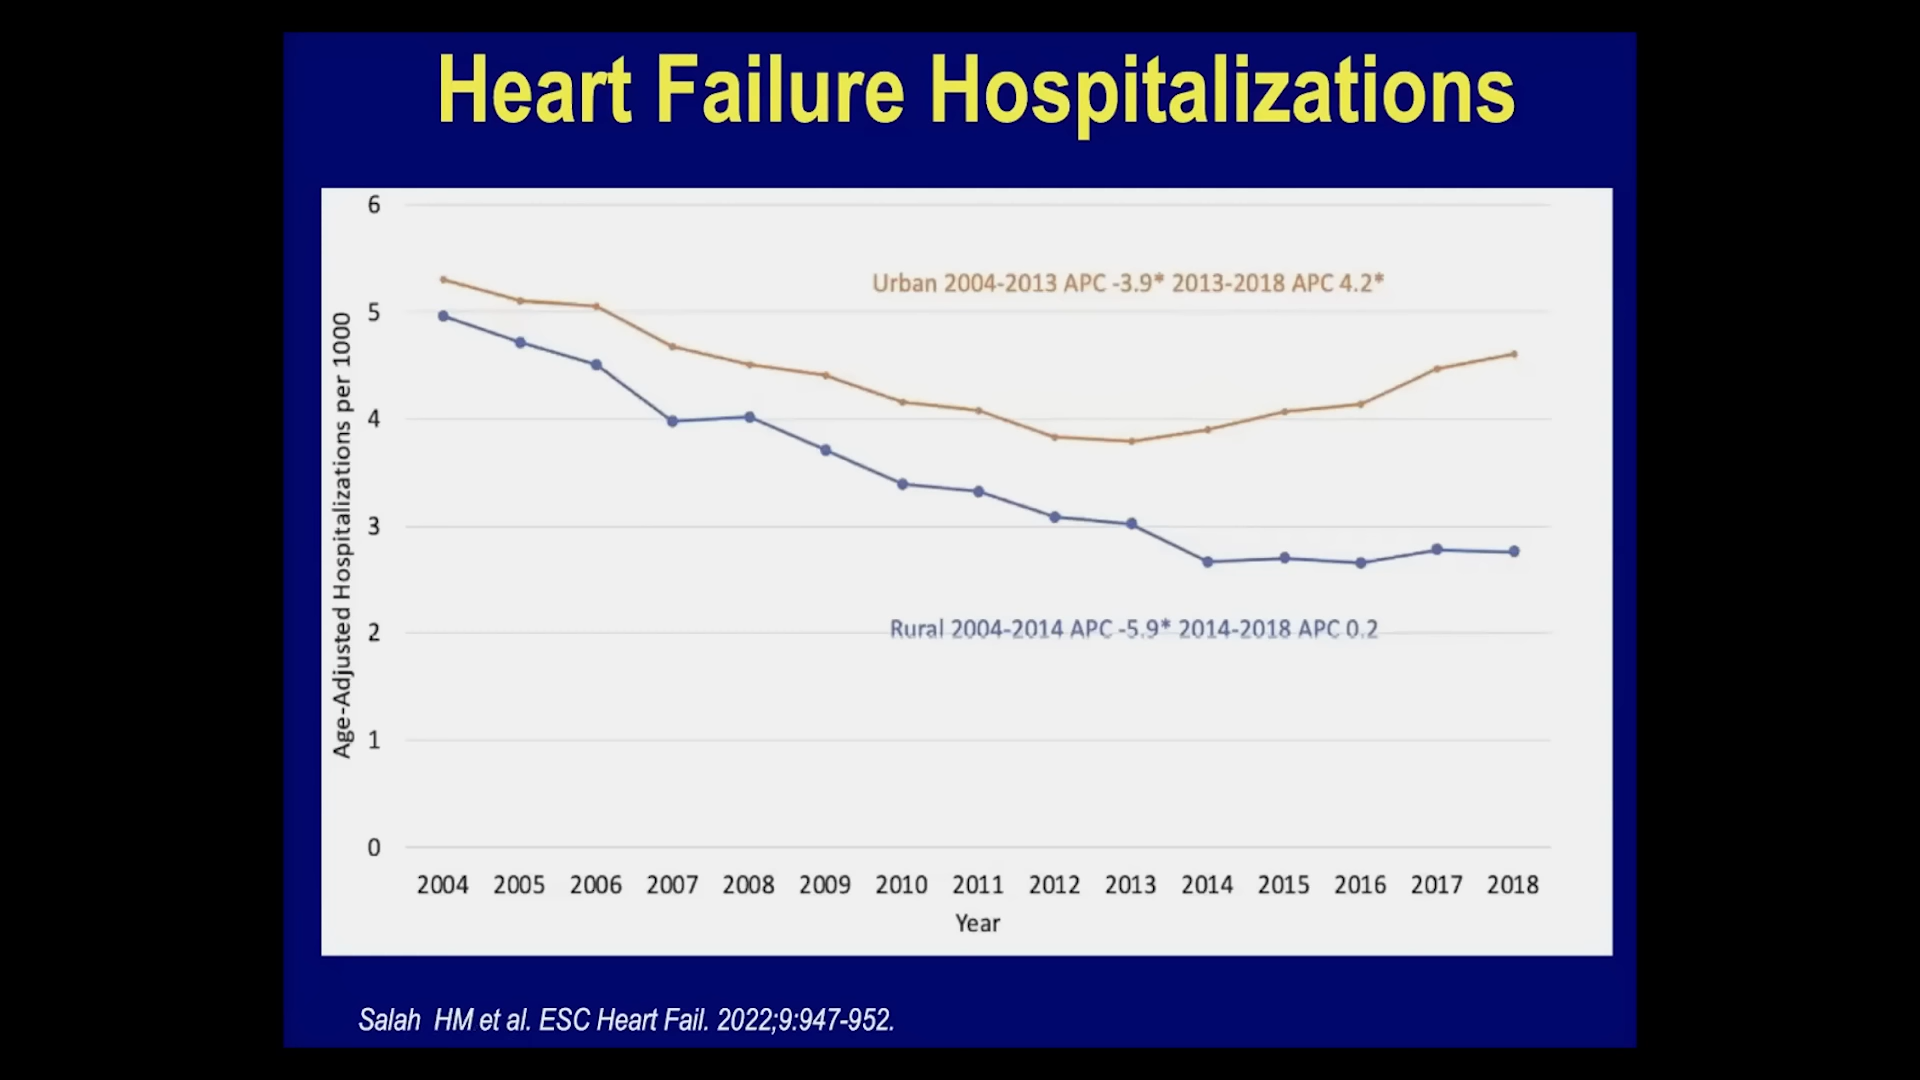 Heart Failure Hospitalizations
6
5
4
3
2
1
0
Age-Adjusted Hospitalizations per 1000
Urban 2004-2013 APC -3.9* 2013-2018 APC 4.2*
Rural 2004-2014 APC -5.9* 2014-2018 APC 0.2
2004 2005 2006 2007 2008 2009 2010 2011 2012 2013 2014 2015 2016 2017 2018
Year
Salah HM et al. ESC Heart Fail. 2022;9:947-952.